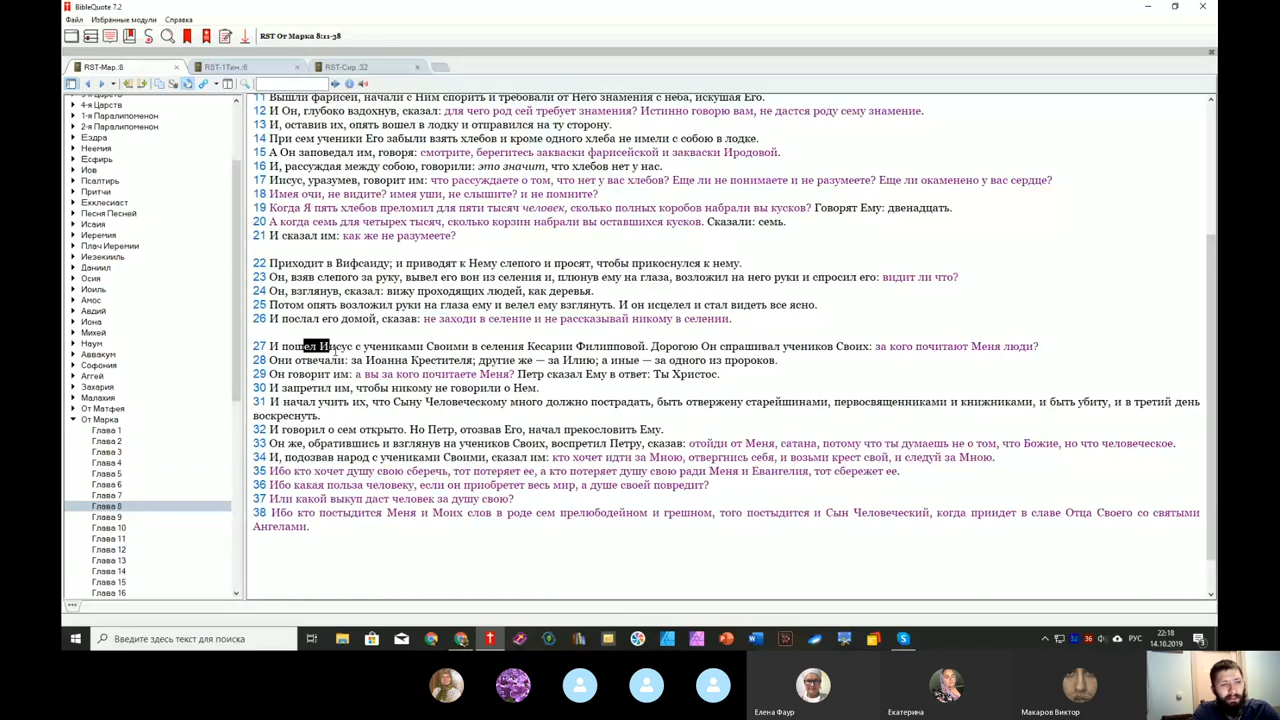 BibleQuote 7.2
Файл Избранные модули Справка
RST От Марка 8:11-38
RST-Мар.:8
RST-1Тим.:6
RST-Сир.:32
4-я Царств
1-я Паралипоменон
2-я Паралипоменон
Ездра
Неемия
Есфирь
Иов
Псалтирь
Притчи
Екклесиаст
Песня Песней
Исаия
Иеремия
Плач Иеремии
Иезекииль
Даниил
Осия
Иоиль
Амос
Авдий
Иона
Михей
Наум
Аввакум
Софония
Аггей
Захария
Малахия
От Матфея
От Марка
Глава 1
Глава 2
Глава 3
Глава 4
Глава 5
Глава 6
Глава 7
Глава 8
Глава 9
Глава 10
Глава 11
Глава 12
Глава 13
Глава 14
Глава 15
Глава 16
11 Вышли фарисеи, начали с Ним спорить и требовали от Него знамения с неба, искушая Его.
12 И Он, глубоко вздохнув, сказал: для чего род сей требует знамения? Истинно говорю вам, не дастся роду сему знамение.
13 И, оставив их, опять вошел в лодку и отправился на ту сторону.
14 При сем ученики Его забыли взять хлебов и кроме одного хлеба не имели с собою в лодке.
15 А Он заповедал им, говоря: смотрите, берегитесь закваски фарисейской и закваски Иродовой.
16 И, рассуждая между собою, говорили: это значит, что хлебов нет у нас.
17 Иисус, уразумев, говорит им: что рассуждаете о том, что нет у вас хлебов? Еще ли не понимаете и не разумеете? Еще ли окаменено у вас сердце?
18 Имея очи, не видите? имея уши, не слышите? и не помните?
19 Когда Я пять хлебов преломил для пяти тысяч человек, сколько полных коробов набрали вы кусков? Говорят Ему: двенадцать.
20 А когда семь для четырех тысяч, сколько корзин набрали вы оставшихся кусков. Сказали: семь.
21 И сказал им: как же не разумеете?
22 Приходит в Вифсаиду; и приводят к Нему слепого и просят, чтобы прикоснулся к нему.
23 Он, взяв слепого за руку, вывел его вон из селения и, плюнув ему на глаза, возложил на него руки и спросил его: видит ли что?
24 Он, взглянув, сказал: вижу проходящих людей, как деревья.
25 Потом опять возложил руки на глаза ему и велел ему взглянуть. И он исцелел и стал видеть все ясно.
26 И послал его домой, сказав: не заходи в селение и не рассказывай никому в селении.
27 И пошел Иисус с учениками Своими в селения Кесарии Филипповой. Дорогою Он спрашивал учеников Своих: за кого почитают Меня люди?
28 Они отвечали: за Иоанна Крестителя; другие же — за Илию; а иные — за одного из пророков.
29 Он говорит им: а вы за кого почитаете Меня? Петр сказал Ему в ответ: Ты Христос.
30 И запретил им, чтобы никому не говорили о Нем.
31 И начал учить их, что Сыну Человеческому много должно пострадать, быть отвержену старейшинами, первосвященниками и книжниками, и быть убиту, и в третий день
воскреснуть.
32 И говорил о сем открыто. Но Петр, отозвав Его, начал прекословить Ему.
33 Он же, обратившись и взглянув на учеников Своих, воспретил Петру, сказав: отойди от Меня, сатана, потому что ты думаешь не о том, что Божие, но что человеческое.
34 И, подозвав народ с учениками Своими, сказал им: кто хочет идти за Мною, отвергнись себя, и возьми крест свой, и следуй за Мною.
35 Ибо кто хочет душу свою сберечь, тот потеряет ее, а кто потеряет душу свою ради Меня и Евангелия, тот сбережет ее.
36 Ибо какая польза человеку, если он приобретет весь мир, а душе своей повредит?
37 Или какой выкуп даст человек за душу свою?
38 Ибо кто постыдится Меня и Моих слов в роде сем прелюбодейном и грешном, того постыдится и Сын Человеческий, когда приидет в славе Отца Своего со святыми
Ангелами.
Введите здесь текст для поиска
32 36 РУС
22:18
14.10.2019
Елена Фаур
Екатерина
Макаров Виктор